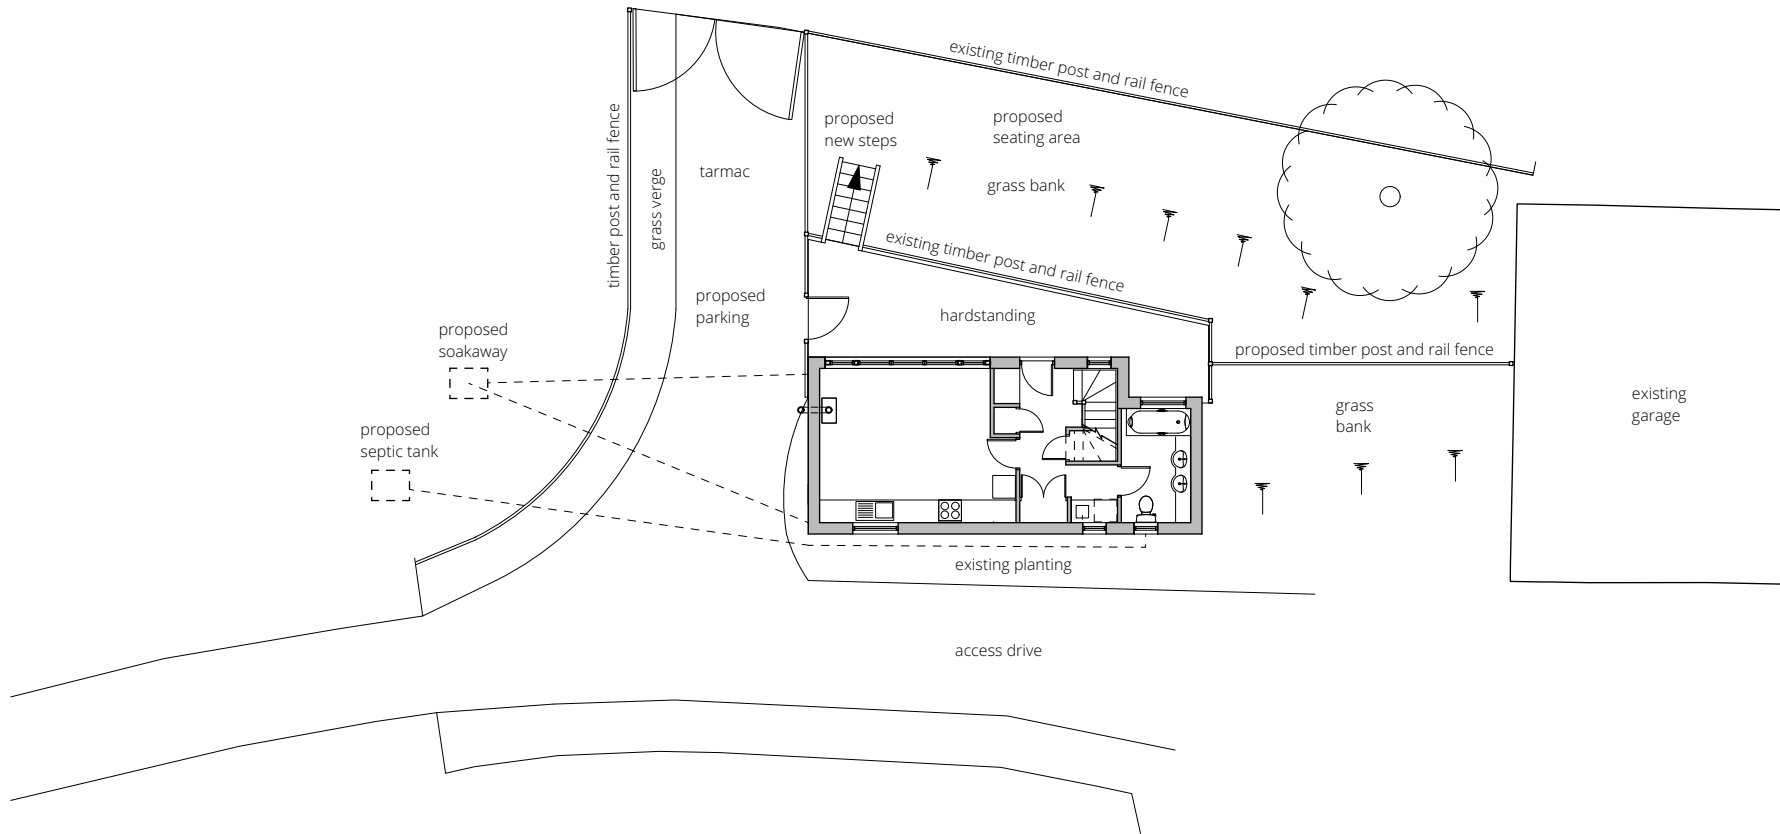 existing timber post and rail fence
timber post and rail fence
grass verge
tarmac
proposed
new steps
proposed
seating area
grass bank
existing timber post and rail fence
proposed
parking
hardstanding
proposed
soakaway
proposed timber post and rail fence
existing
garage
grass
bank
proposed
septic tank
existing planting
access drive